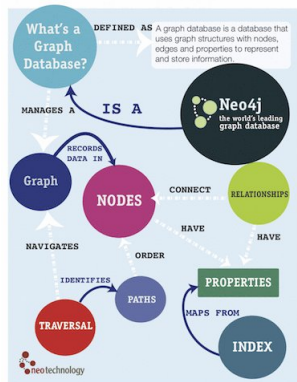 What's a
Graph
Database?
DEFINED AS
A graph database is a database that
uses graph structures with nodes,
edges and properties to represent
and store information.
MANAGES A
IS A
Neo4j
the world's leading
graph database
RECORDS
DATA IN
Graph
NODES
CONNECT
RELATIONSHIPS
HAVE
HAVE
NAVIGATES
ORDER
IDENTIFIES
PATHS
PROPERTIES
TRAVERSAL
MAPS FROM
INDEX
neotechnology